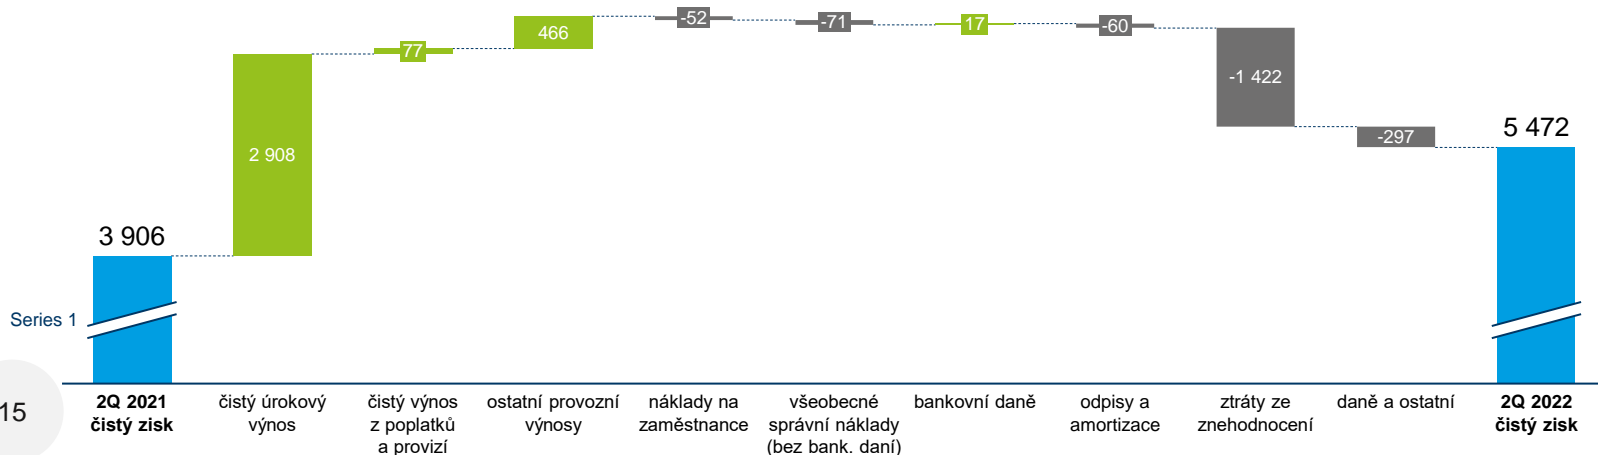 -52
-71
17
-60
466
77
-1 422
2 908
-297
5 472
3 906
Series 1
15
2Q 2021
čistý zisk
čistý úrokový
výnos
čistý výnos
z poplatků
a provizí
ostatní provozní
výnosy
náklady na
zaměstnance
všeobecné
správní náklady
(bez bank. daní)
bankovní daně
odpisy a
amortizace
ztráty ze
znehodnocení
daně a ostatní
2Q 2022
čistý zisk